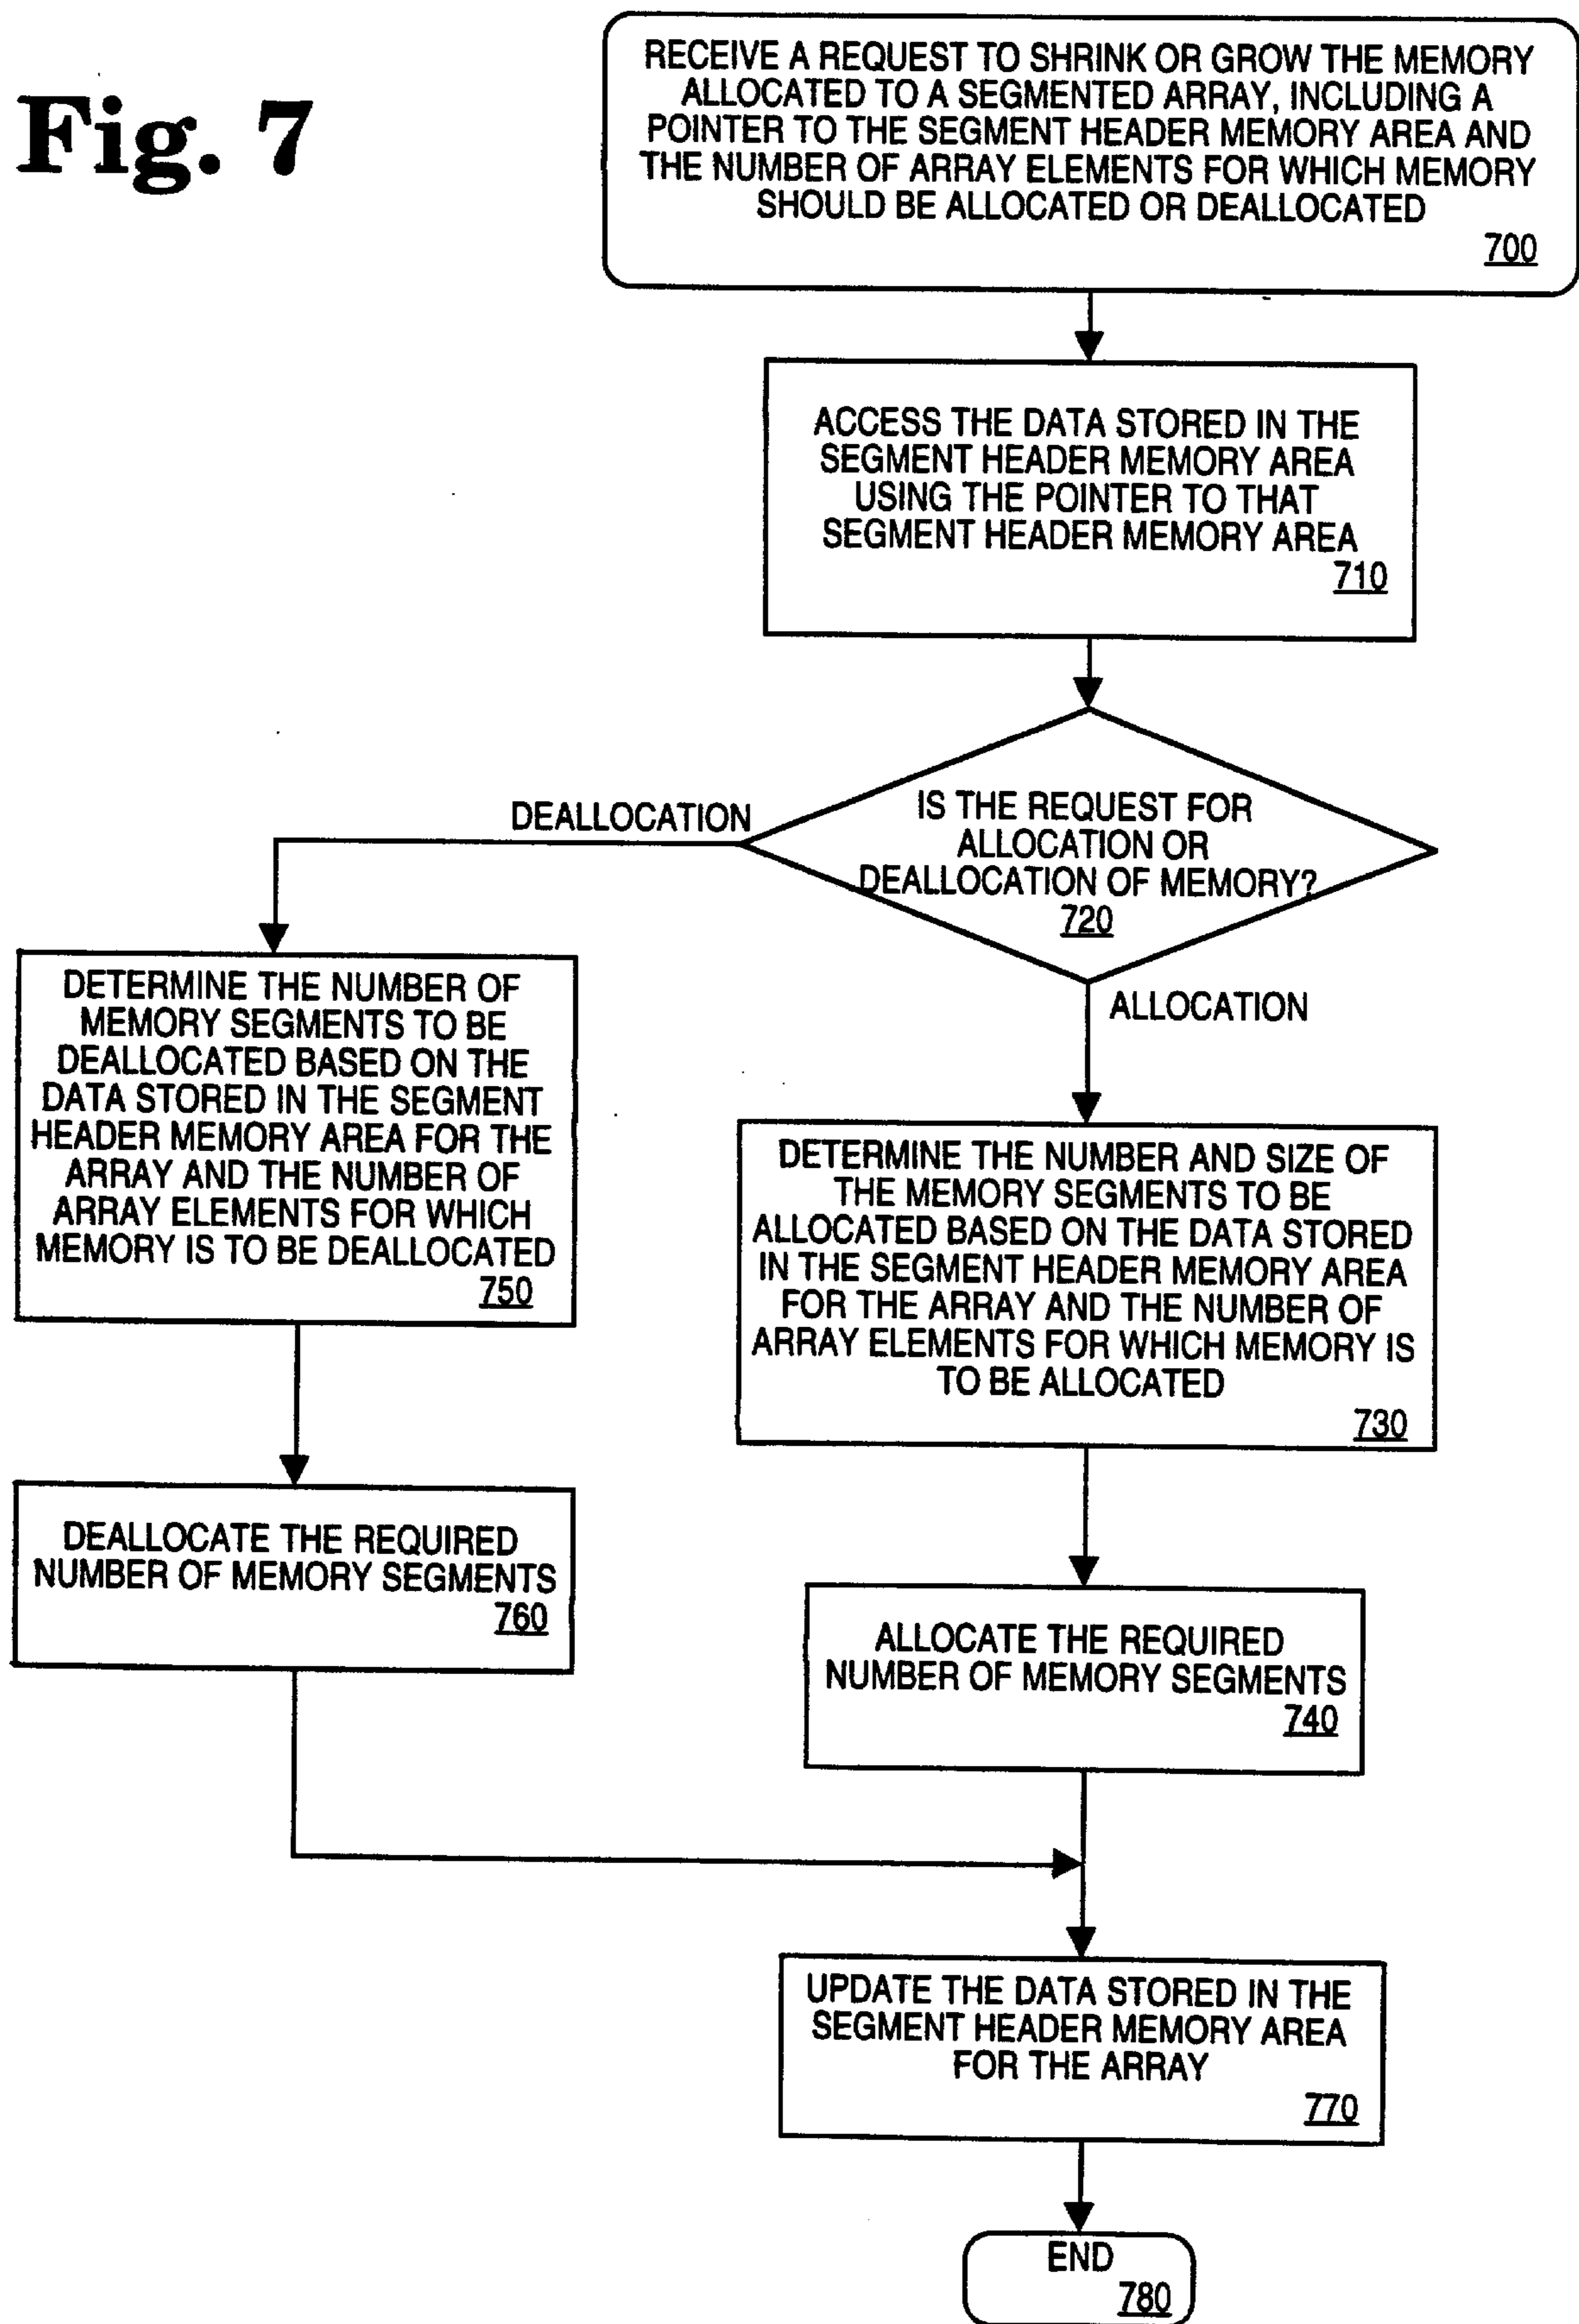 Fig. 7
RECEIVE A REQUEST TO SHRINK OR GROW THE MEMORY
ALLOCATED TO A SEGMENTED ARRAY, INCLUDING A
POINTER TO THE SEGMENT HEADER MEMORY AREA AND
THE NUMBER OF ARRAY ELEMENTS FOR WHICH MEMORY
SHOULD BE ALLOCATED OR DEALLOCATED
700
ACCESS THE DATA STORED IN THE
SEGMENT HEADER MEMORY AREA
USING THE POINTER TO THAT
SEGMENT HEADER MEMORY AREA
710
IS THE REQUEST FOR
ALLOCATION OR
DEALLOCATION OF MEMORY?
720
DEALLOCATION
ALLOCATION
DETERMINE THE NUMBER OF
MEMORY SEGMENTS TO BE
DEALLOCATED BASED ON THE
DATA STORED IN THE SEGMENT
HEADER MEMORY AREA FOR THE
ARRAY AND THE NUMBER OF
ARRAY ELEMENTS FOR WHICH
MEMORY IS TO BE DEALLOCATED
750
DETERMINE THE NUMBER AND SIZE OF
THE MEMORY SEGMENTS TO BE
ALLOCATED BASED ON THE DATA STORED
IN THE SEGMENT HEADER MEMORY AREA
FOR THE ARRAY AND THE NUMBER OF
ARRAY ELEMENTS FOR WHICH MEMORY IS
TO BE ALLOCATED
730
DEALLOCATE THE REQUIRED
NUMBER OF MEMORY SEGMENTS
760
ALLOCATE THE REQUIRED
NUMBER OF MEMORY SEGMENTS
740
UPDATE THE DATA STORED IN THE
SEGMENT HEADER MEMORY AREA
FOR THE ARRAY
770
END
780